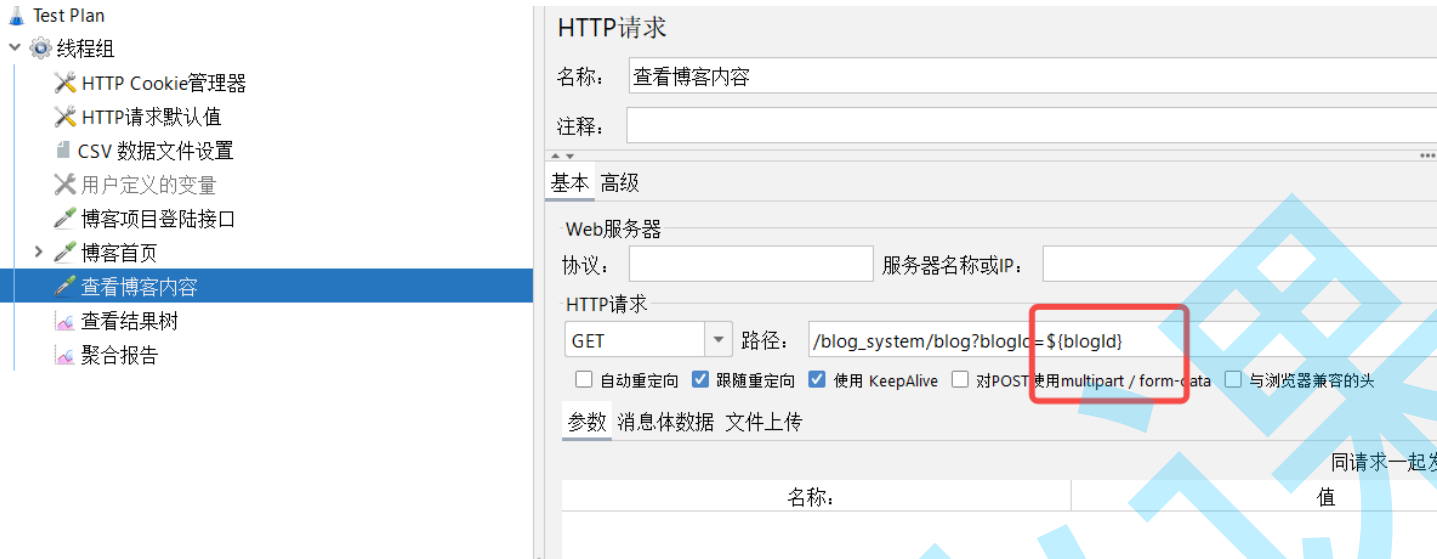 Test Plan
线程组
HTTP Cookie管理器
HTTP请求默认值
CSV 数据文件设置
用户定义的变量
博客项目登陆接口
博客首页
查看博客内容
查看结果树
聚合报告
HTTP请求
名称： 查看博客内容
注释：
基本 高级
Web服务器
协议： 服务器名称或IP：
HTTP请求
GET 路径： /blog_system/blog?blogId=${blogId}
自动重定向 跟随重定向 使用 KeepAlive 对POST使用multipart / form-data 与浏览器兼容的头
参数 消息体数据 文件上传
同请求一起发
名称： 值